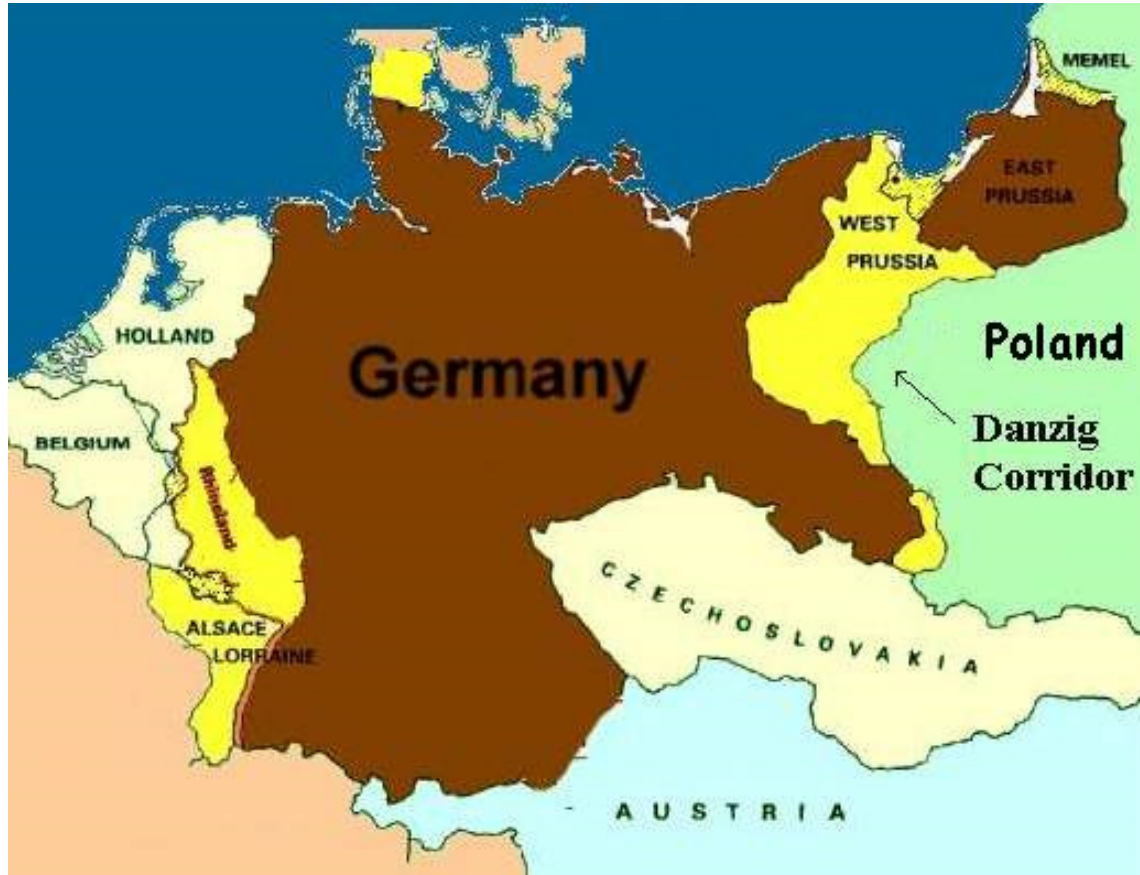 MEMEL
EAST
PRUSSIA
WEST
PRUSSIA
HOLLAND
Germany
Poland
Danzig
Corridor
BELGIUM
Rhineland
ALSACE
LORRAINE
CZECHOSLOVAKIA
AUSTRIA